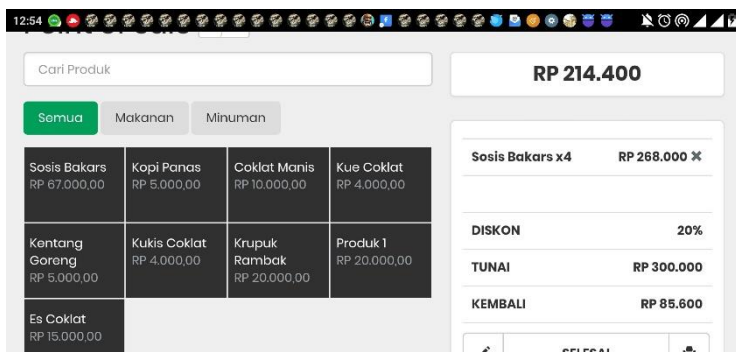 12:54
Cari Produk
RP 214.400
Semua Makanan Minuman
Sosis Bakars
RP 67.000,00
Kopi Panas
RP 5.000,00
Coklat Manis
RP 10.000,00
Kue Coklat
RP 4.000,00
Kentang
Goreng
RP 5.000,00
Kukis Coklat
RP 4.000,00
Krupuk
Rambak
RP 20.000,00
Produk 1
RP 20.000,00
Es Coklat
RP 15.000,00
Sosis Bakars x4 RP 268.000
DISKON 20%
TUNAI RP 300.000
KEMBALI RP 85.600